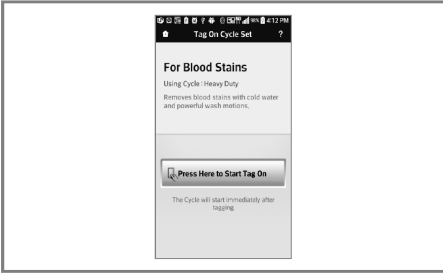 98% 4:12 PM
Tag On Cycle Set ?
For Blood Stains
Using Cycle : Heavy Duty
Removes blood stains with cold water
and powerful wash motions.
Press Here to Start Tag On
The Cycle will start immediately after
tagging